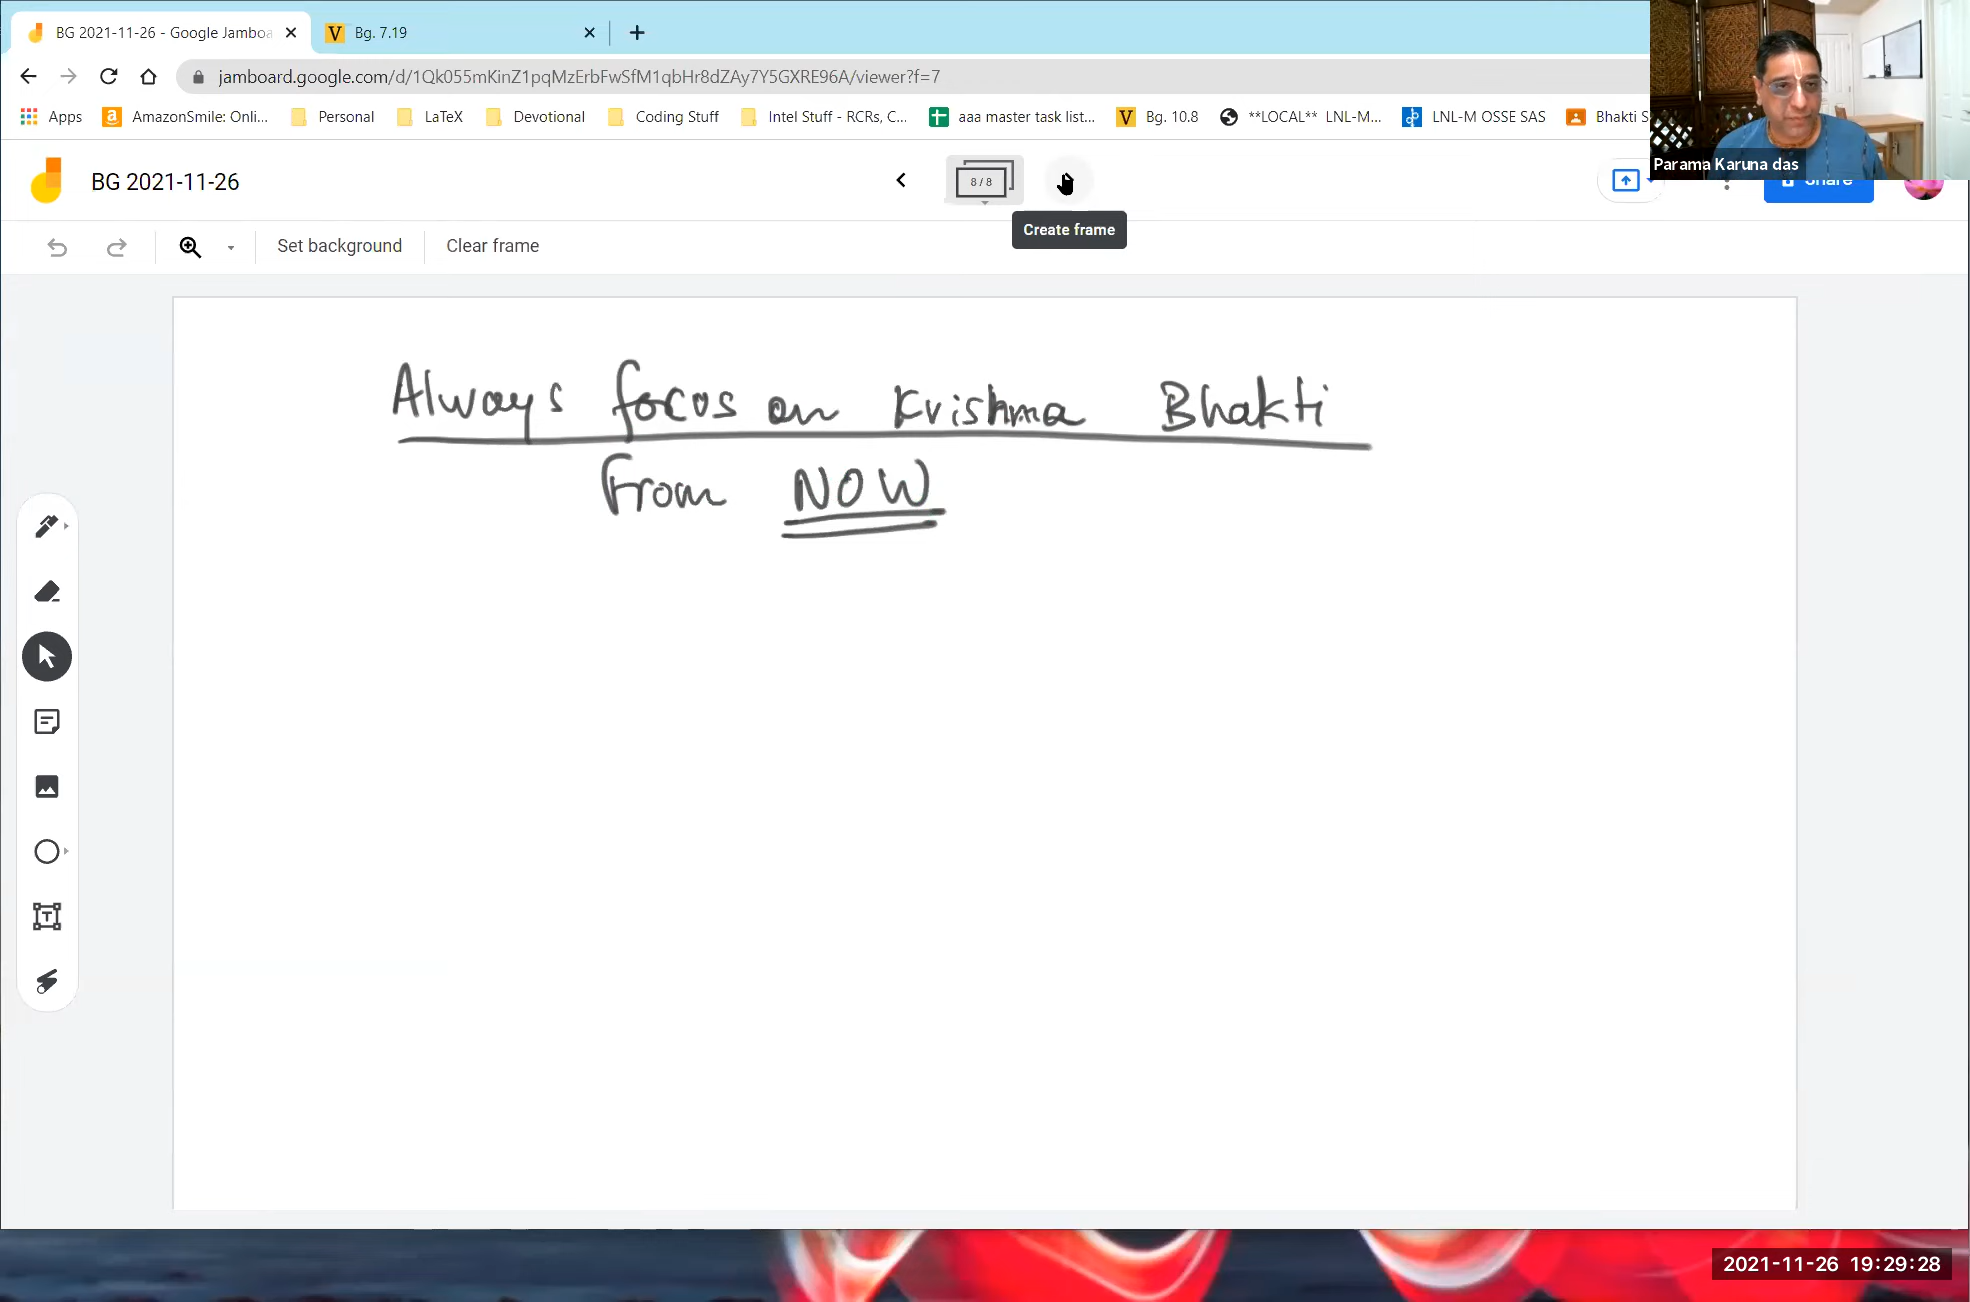 BG 2021-11-26 - Google Jamboa
Bg. 7.19
jamboard.google.com/d/1Qk055mKinZ1pqMzErbFwSfM1qbHr8dZAy7Y5GXRE96A/viewer?f=7
Apps AmazonSmile: Onli... Personal LaTeX Devotional Coding Stuff Intel Stuff - RCRs, C... aaa master task list... Bg. 10.8 **LOCAL** LNL-M... LNL-M OSSE SAS Bhakti S
Parama Karuna das
BG 2021-11-26
8 / 8
Share
Create frame
Set background Clear frame
Always focus on Krishna Bhakti
From NOW
2021-11-26 19:29:28